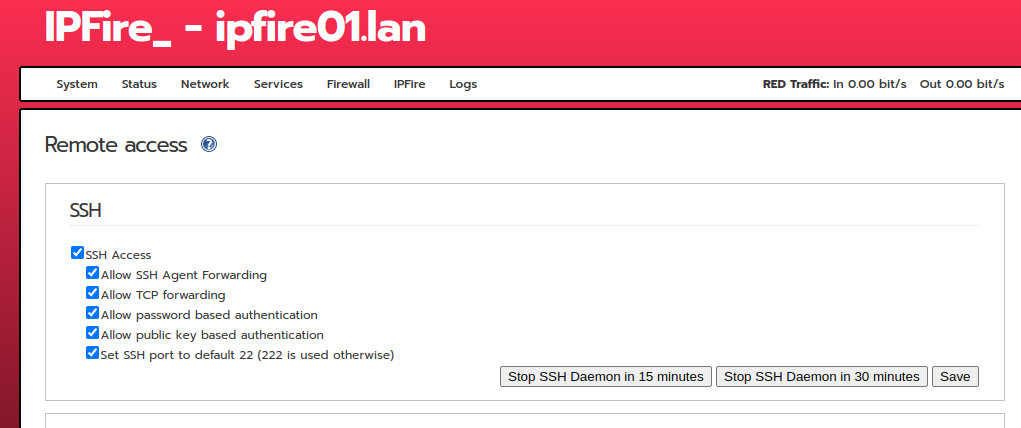 IPFire_ - ipfire01.lan
System Status Network Services Firewall IPFire Logs RED Traffic: In 0.00 bit/s Out 0.00 bit/s
Remote access ?
SSH
SSH Access
Allow SSH Agent Forwarding
Allow TCP forwarding
Allow password based authentication
Allow public key based authentication
Set SSH port to default 22 (222 is used otherwise)
Stop SSH Daemon in 15 minutes Stop SSH Daemon in 30 minutes Save